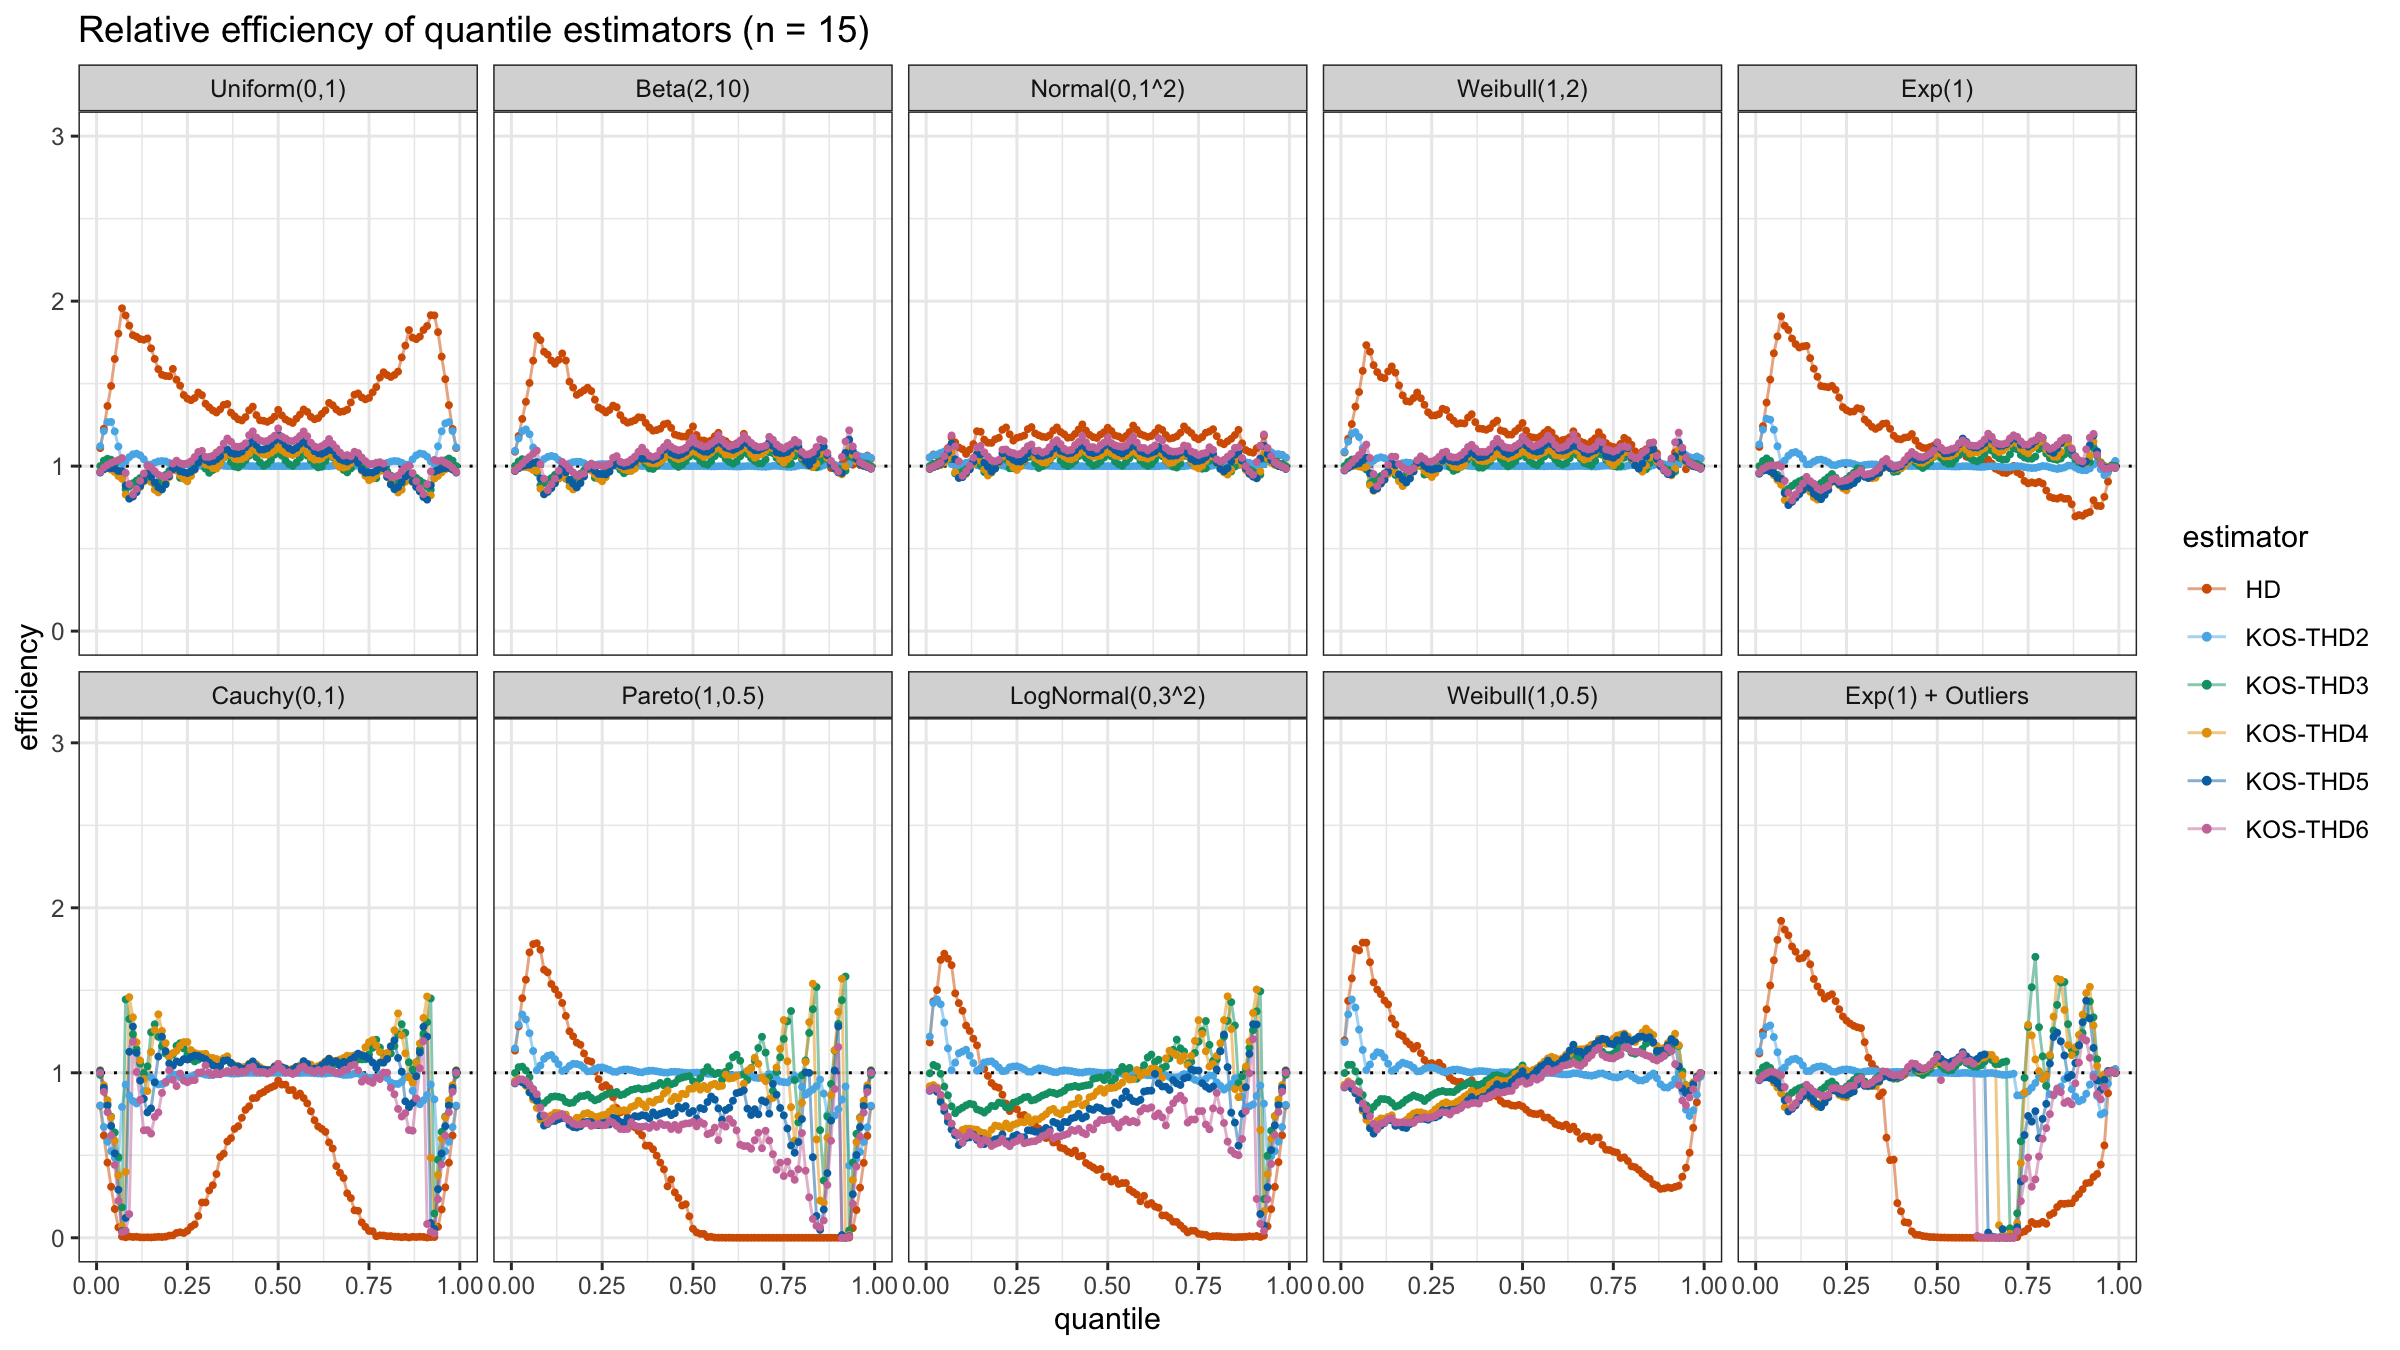 Relative efficiency of quantile estimators (n = 15)
Uniform(0,1) Beta(2,10) Normal(0,1^2) Weibull(1,2) Exp(1)
3
2
1
0
efficiency
Cauchy(0,1) Pareto(1,0.5) LogNormal(0,3^2) Weibull(1,0.5) Exp(1) + Outliers
3
2
1
0
0.00 0.25 0.50 0.75 1.00 0.00 0.25 0.50 0.75 1.00 0.00 0.25 0.50 0.75 1.00 0.00 0.25 0.50 0.75 1.00 0.00 0.25 0.50 0.75 1.00
quantile
estimator
HD
KOS-THD2
KOS-THD3
KOS-THD4
KOS-THD5
KOS-THD6